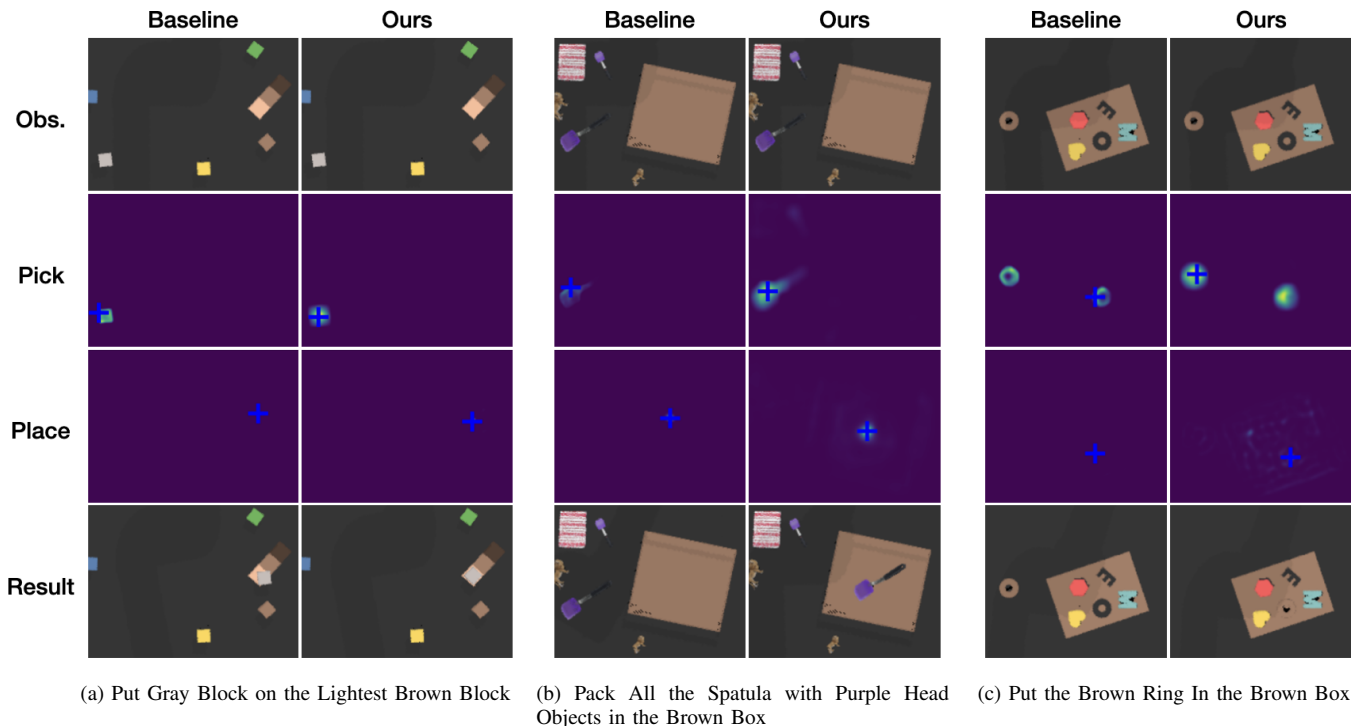 Baseline Ours Baseline Ours Baseline Ours
Obs.
Pick
Place
Result
(a) Put Gray Block on the Lightest Brown Block
(b) Pack All the Spatula with Purple Head
Objects in the Brown Box
(c) Put the Brown Ring In the Brown Box